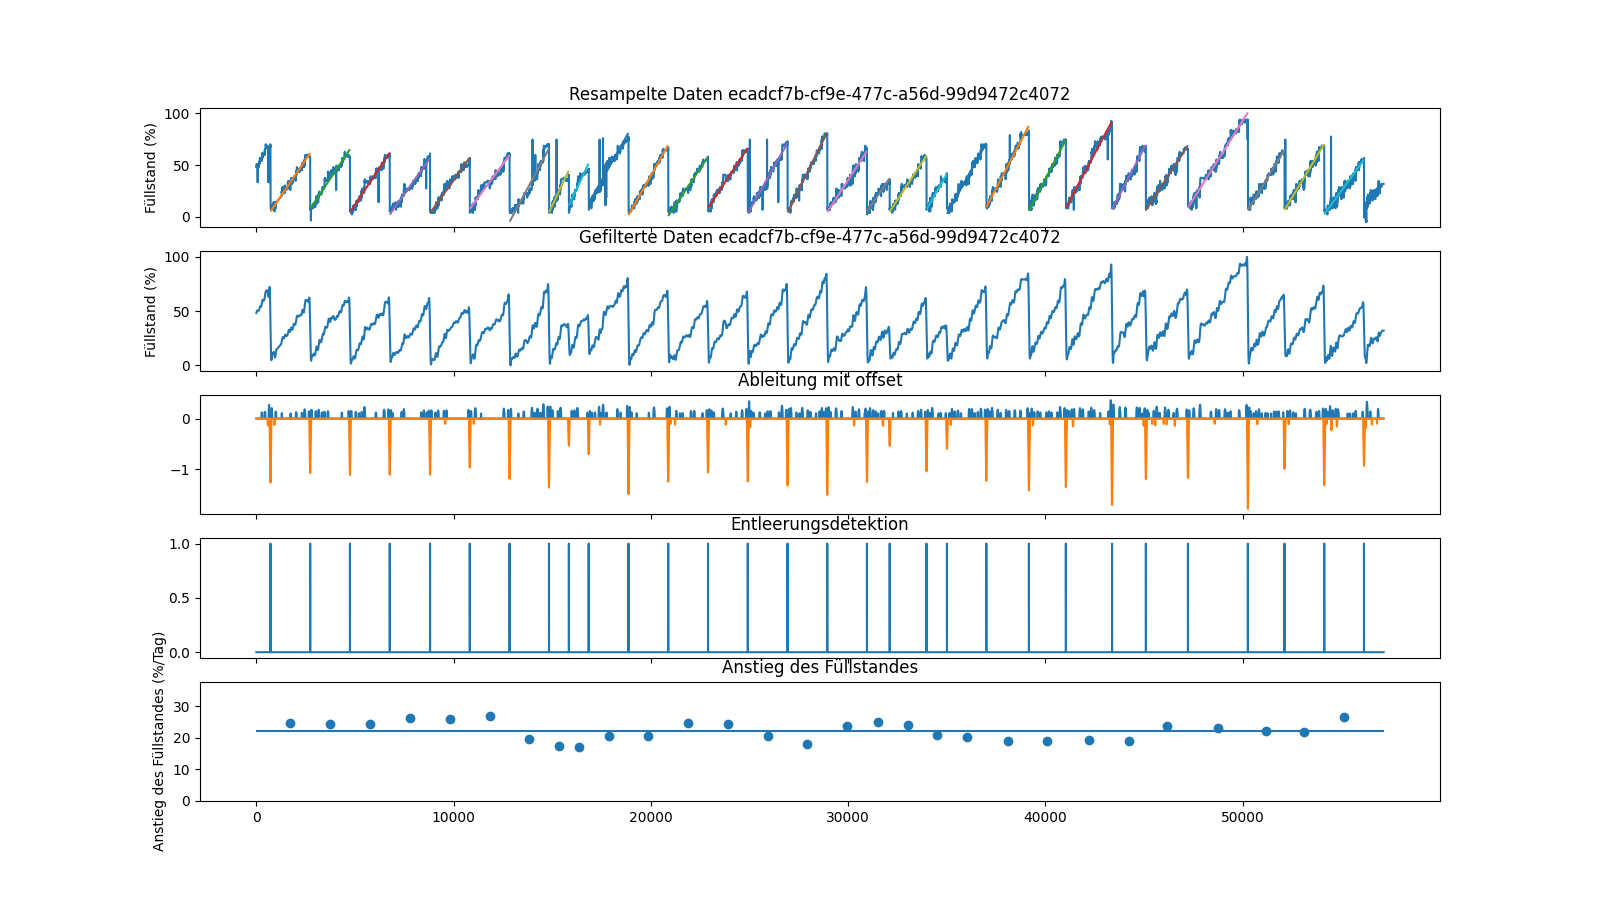 Resampelte Daten ecadcf7b-cf9e-477c-a56d-99d9472c4072
Füllstand (%)
100
50
0
Gefilterte Daten ecadcf7b-cf9e-477c-a56d-99d9472c4072
Füllstand (%)
100
50
0
Ableitung mit offset
0
−1
Entleerungsdetektion
1.0
0.5
0.0
Anstieg des Füllstandes
Anstieg des Füllstandes (%/Tag)
30
20
10
0
0 10000 20000 30000 40000 50000